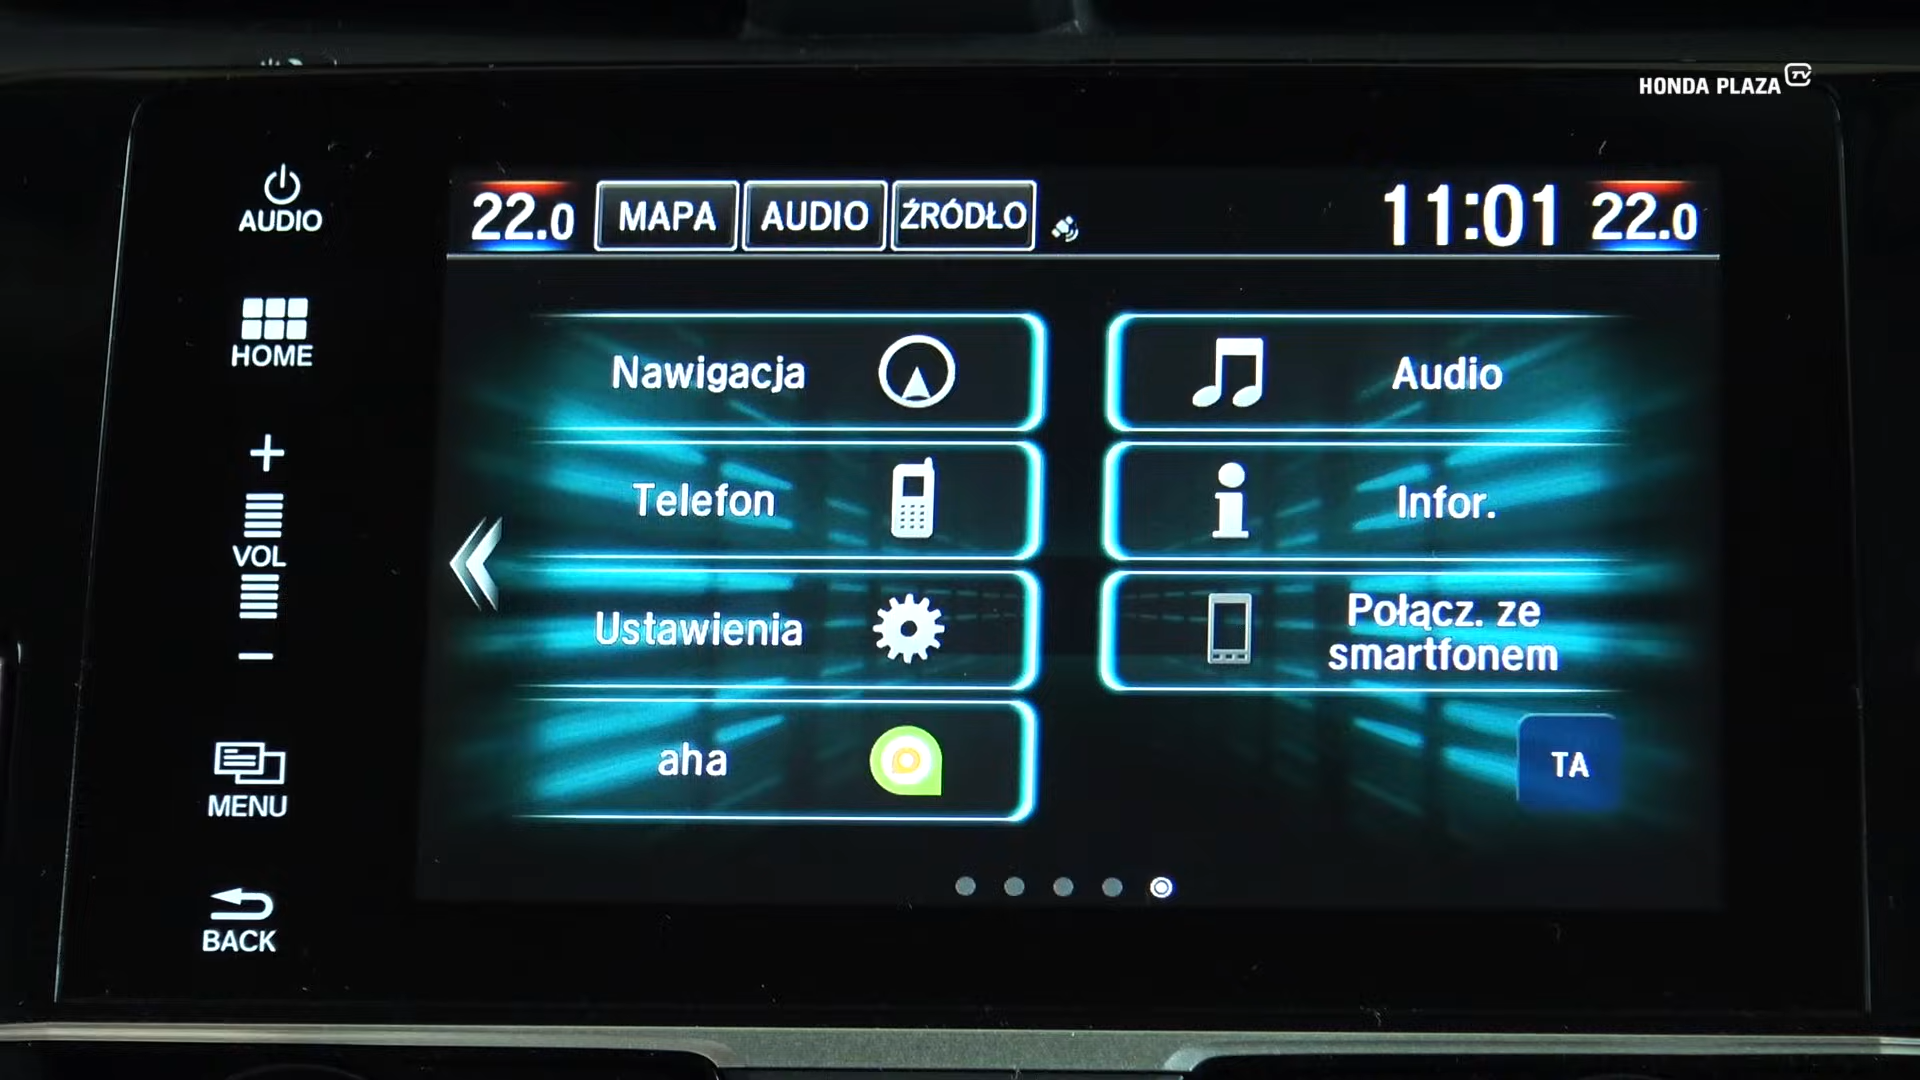 HONDA PLAZA TV
AUDIO
HOME
+
VOL
−
MENU
BACK
22.0 MAPA AUDIO ŹRÓDŁO 11:01 22.0
Nawigacja
Audio
Telefon
Infor.
Ustawienia
Połącz. ze
smartfonem
aha
TA